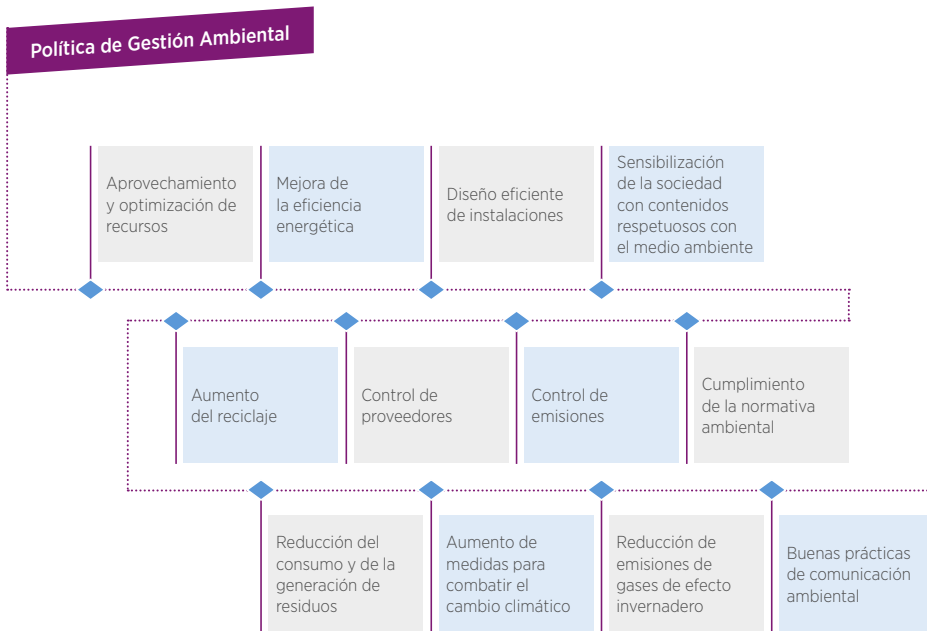 Política de Gestión Ambiental
Aprovechamiento
y optimización de
recursos
Mejora de
la eficiencia
energética
Diseño eficiente
de instalaciones
Sensibilización
de la sociedad
con contenidos
respetuosos con
el medio ambiente
Aumento
del reciclaje
Control de
proveedores
Control de
emisiones
Cumplimiento
de la normativa
ambiental
Reducción del
consumo y de la
generación de
residuos
Aumento de
medidas para
combatir el
cambio climático
Reducción de
emisiones de
gases de efecto
invernadero
Buenas prácticas
de comunicación
ambiental